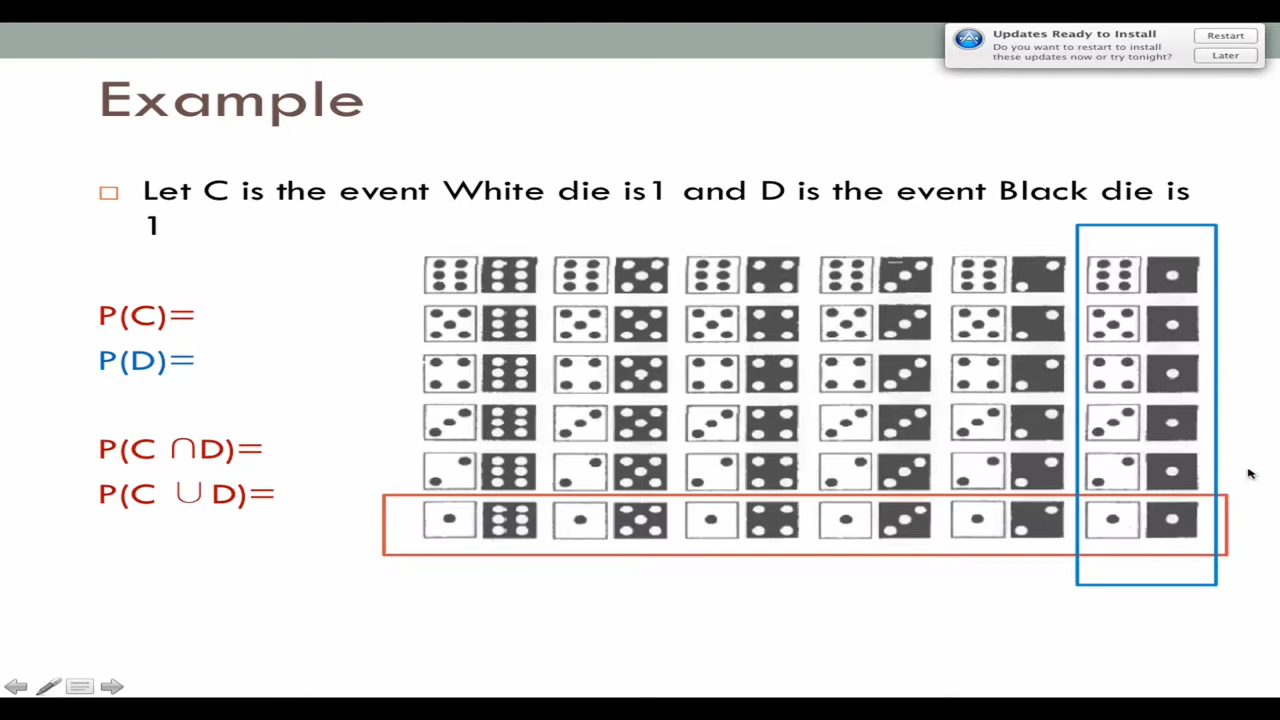 Updates Ready to Install
Restart
Do you want to restart to install
these updates now or try tonight?
Later
Example
Let C is the event White die is1 and D is the event Black die is
1
P(C)=
P(D)=
P(C ∩D)=
P(C ∪ D)=